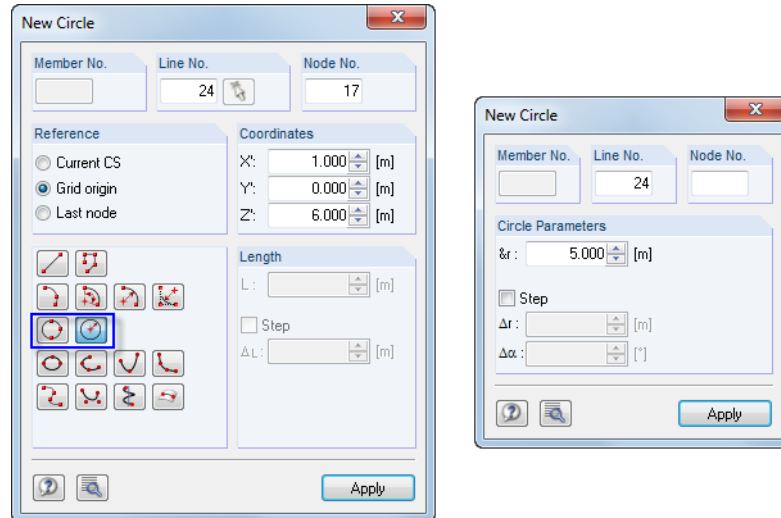 New Circle
Member No. Line No. Node No.
24 17
Reference
Current CS
Grid origin
Last node
Coordinates
X': 1.000 [m]
Y': 0.000 [m]
Z': 6.000 [m]
Length
L : [m]
Step
ΔL : [m]
Apply
New Circle
Member No. Line No. Node No.
24
Circle Parameters
&r : 5.000 [m]
Step
Δr : [m]
Δα : [°]
Apply